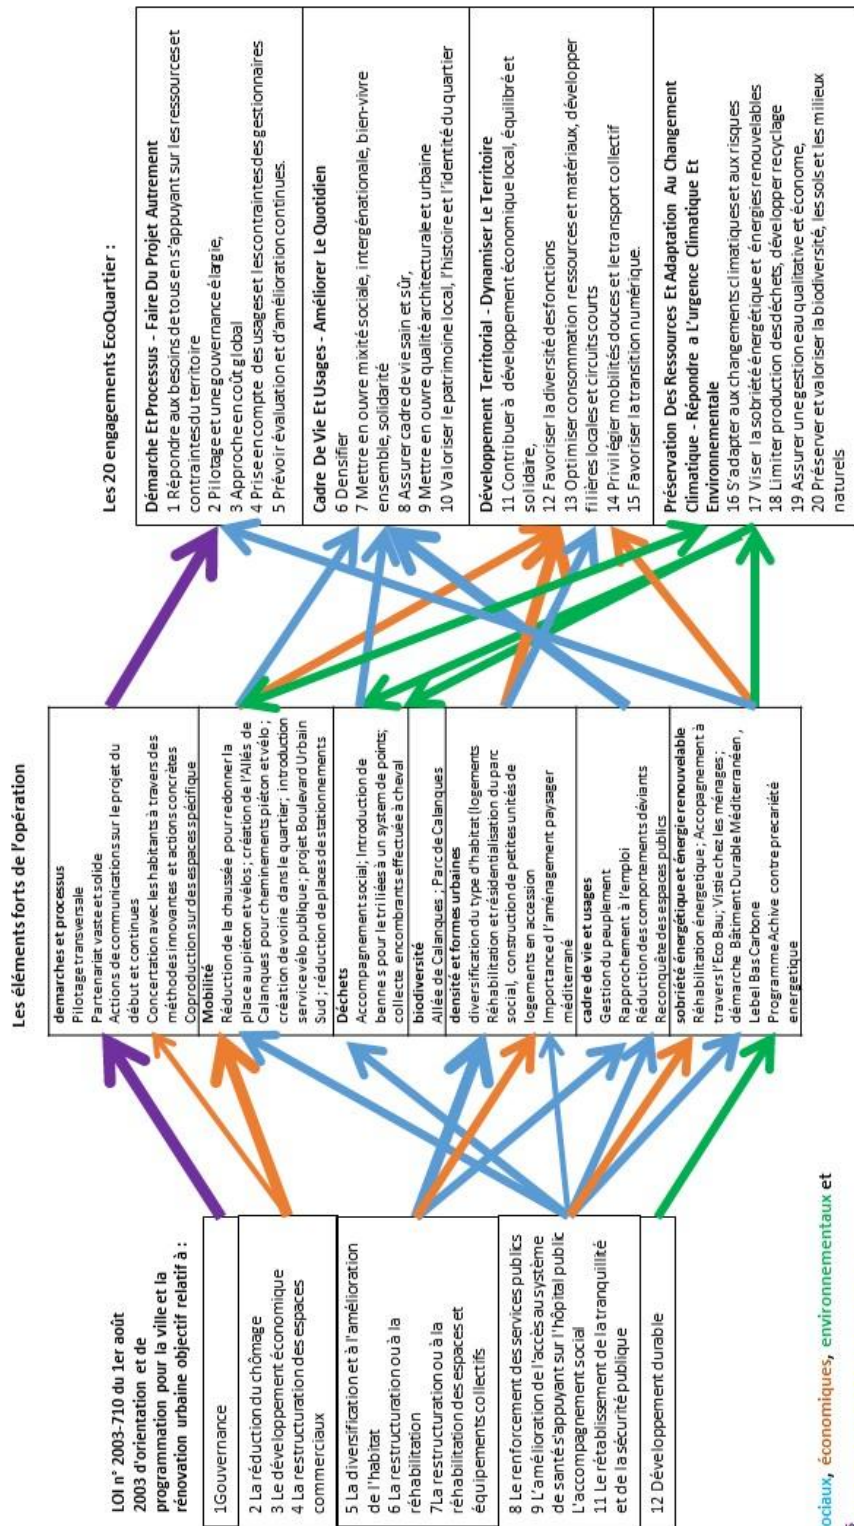 Les éléments forts de l'opération
LOI n° 2003-710 du 1er août
2003 d'orientation et de
programmation pour la ville et la
rénovation urbaine objectif relatif à :
1Gouvernance
2 La réduction du chômage
3 Le développement économique
4 La restructuration des espaces
commerciaux
5 La diversification et à l'amélioration
de l'habitat
6 La restructuration ou à la
réhabilitation
7La restructuration ou à la
réhabilitation des espaces et
équipements collectifs
8 Le renforcement des services publics
9 L'amélioration de l'accès au système
de santé s'appuyant sur l'hôpital public
L'accompagnement social
11 Le rétablissement de la tranquillité
et de la sécurité publique
12 Développement durable
demarches et processus
Pilotage transversale
Partenariat vaste et solide
Actions de communications sur le projet du
début et continues
Concertation avec les habitants à travers des
méthodes innovantes et actions concrètes
Coproduction sur des espaces spécifique
Mobilité
Réduction de la chaussée pour redonner la
place au piéton et vélos ; création de l'Allés de
Calanques pour cheminements piéton et vélo ;
création de voirie dans le quartier; introduction
service vélo publique ; projet Boulevard Urbain
Sud ; réduction de places de stationnements
Déchets
Accompagnement social; Introduction de
benne s pour le tri liées à un system de points;
collecte encombrants effectuée à cheval
biodiversité
Allée de Calanques ; Parc de Calanques
densité et formes urbaines
diversification du type d'habitat (logements
Réhabilitation et résidentialisation du parc
social, construction de petites unités de
logements en accession
Importance d l'aménagement paysager
méditerrané
cadre de vie et usages
Gestion du peuplement
Rapprochement à l'emploi
Réduction des comportements déviants
Reconquête des espaces publics
sobriété énergétique et énergie renouvelable
Réhabilitation énergetique ; Accopagnement à
travers l'Eco Bau; Vistie chez les ménages ;
démarche Bâtiment Durable Méditerranéen ,
Lebel Bas Carbone
Programme Achive contre precariété
energetique
Les 20 engagements EcoQuartier :
Démarche Et Processus - Faire Du Projet Autrement
1 Répondre aux besoins de tous en s'appuyant sur les ressources et
contraintes du territoire
2 Pilotage et une gouvernance élargie,
3 Approche en coût global
4 Prise en compte des usages et les contraintes des gestionnaires
5 Prévoir évaluation et d'amélioration continues.
Cadre De Vie Et Usages - Améliorer Le Quotidien
6 Densifier
7 Mettre en ouvre mixité sociale, intergénationale, bien-vivre
ensemble, solidarité
8 Assurer cadre de vie sain et sûr,
9 Mettre en ouvre qualité architecturale et urbaine
10 Valoriser le patrimoine local, l'histoire et l'identité du quartier
Développement Territorial - Dynamiser Le Territoire
11 Contribuer à développement économique local, équilibré et
solidaire,
12 Favoriser la diversité des fonctions
13 Optimiser consommation ressources et matériaux, développer
filières locales et circuits courts
14 Privilégier mobilités douces et le transport collectif
15 Favoriser la transition numérique.
Préservation Des Ressources Et Adaptation Au Changement
Climatique - Répondre a L'urgence Climatique Et
Environnementale
16 S'adapter aux changements climatiques et aux risques
17 Viser la sobriété énergétique et énergies renouvelables
18 Limiter production des déchets, développer recyclage
19 Assurer une gestion eau qualitative et économe,
20 Préserver et valoriser la biodiversité, les sols et les milieux
naturels
ociaux, économiques, environnementaux et